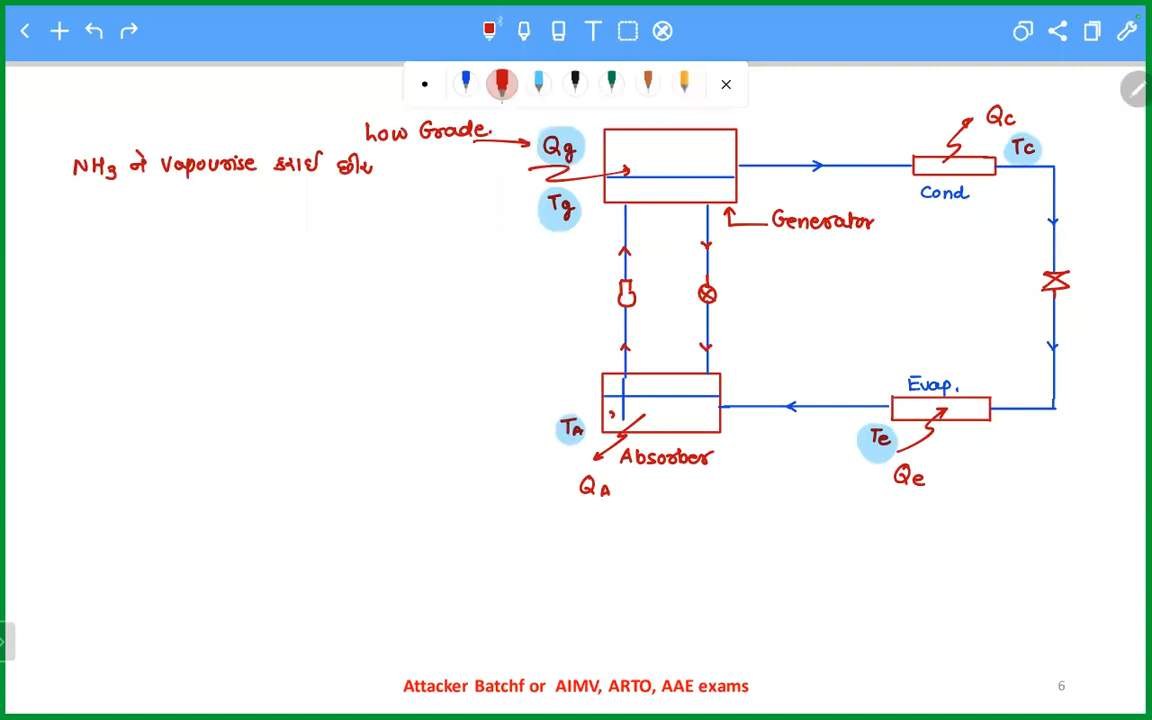 Low Grade
NH3 ને Vapourise
Qg
Tg
Generator
Qc
Tc
Cond
Evap.
Te
Qe
TA
Absorber
QA
Attacker Batchf or AIMV, ARTO, AAE exams
6